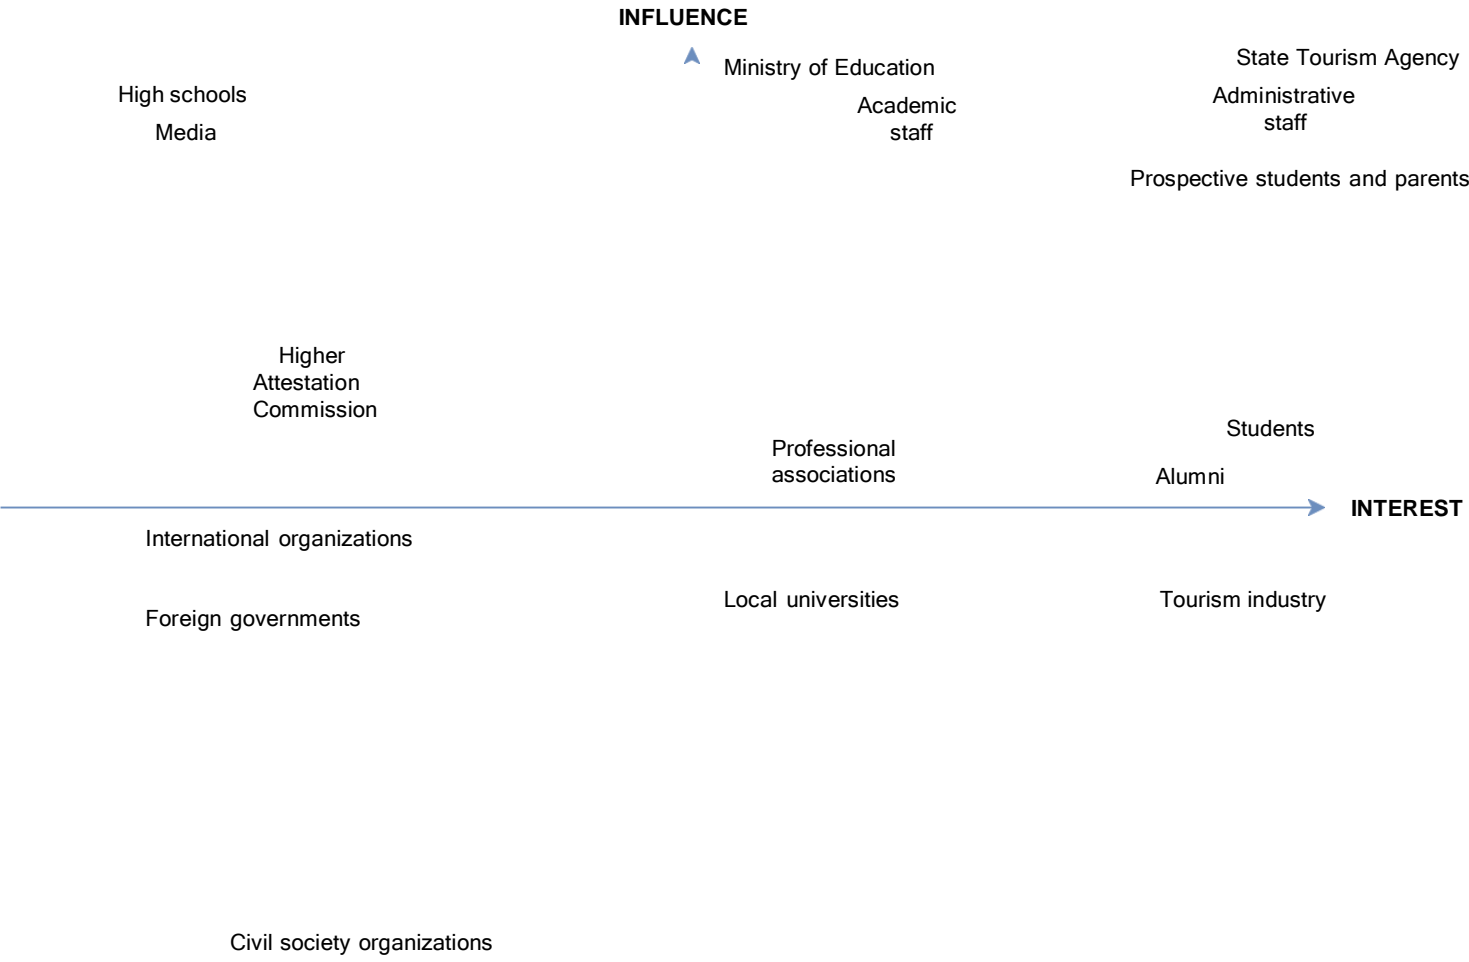 INFLUENCE
Ministry of Education
State Tourism Agency
High schools
Academic
staff
Administrative
staff
Media
Prospective students and parents
Higher
Attestation
Commission
Students
Professional
associations
Alumni
INTEREST
International organizations
Local universities
Tourism industry
Foreign governments
Civil society organizations